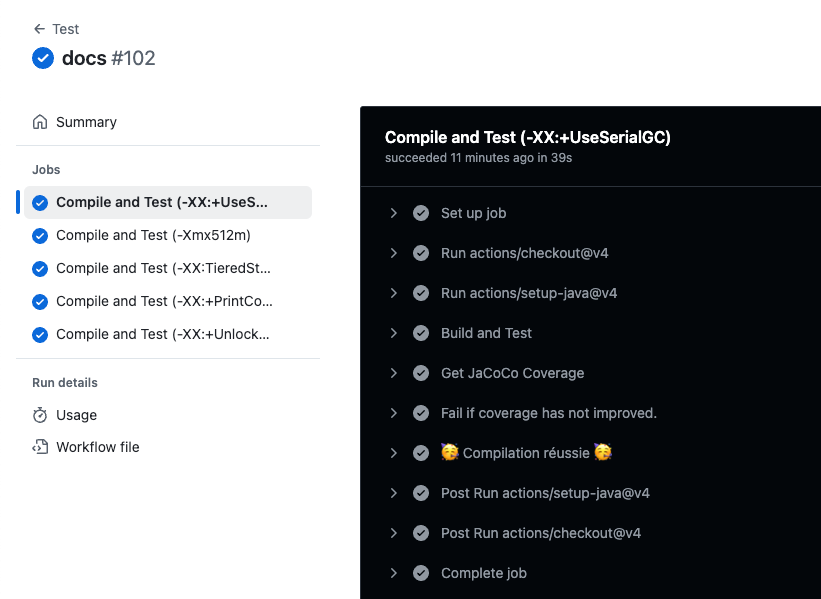 ← Test
docs #102
Summary
Jobs
Compile and Test (-XX:+UseS...
Compile and Test (-Xmx512m)
Compile and Test (-XX:TieredSt...
Compile and Test (-XX:+PrintCo...
Compile and Test (-XX:+Unlock...
Run details
Usage
Workflow file
Compile and Test (-XX:+UseSerialGC)
succeeded 11 minutes ago in 39s
Set up job
Run actions/checkout@v4
Run actions/setup-java@v4
Build and Test
Get JaCoCo Coverage
Fail if coverage has not improved.
🥳 Compilation réussie 🥳
Post Run actions/setup-java@v4
Post Run actions/checkout@v4
Complete job